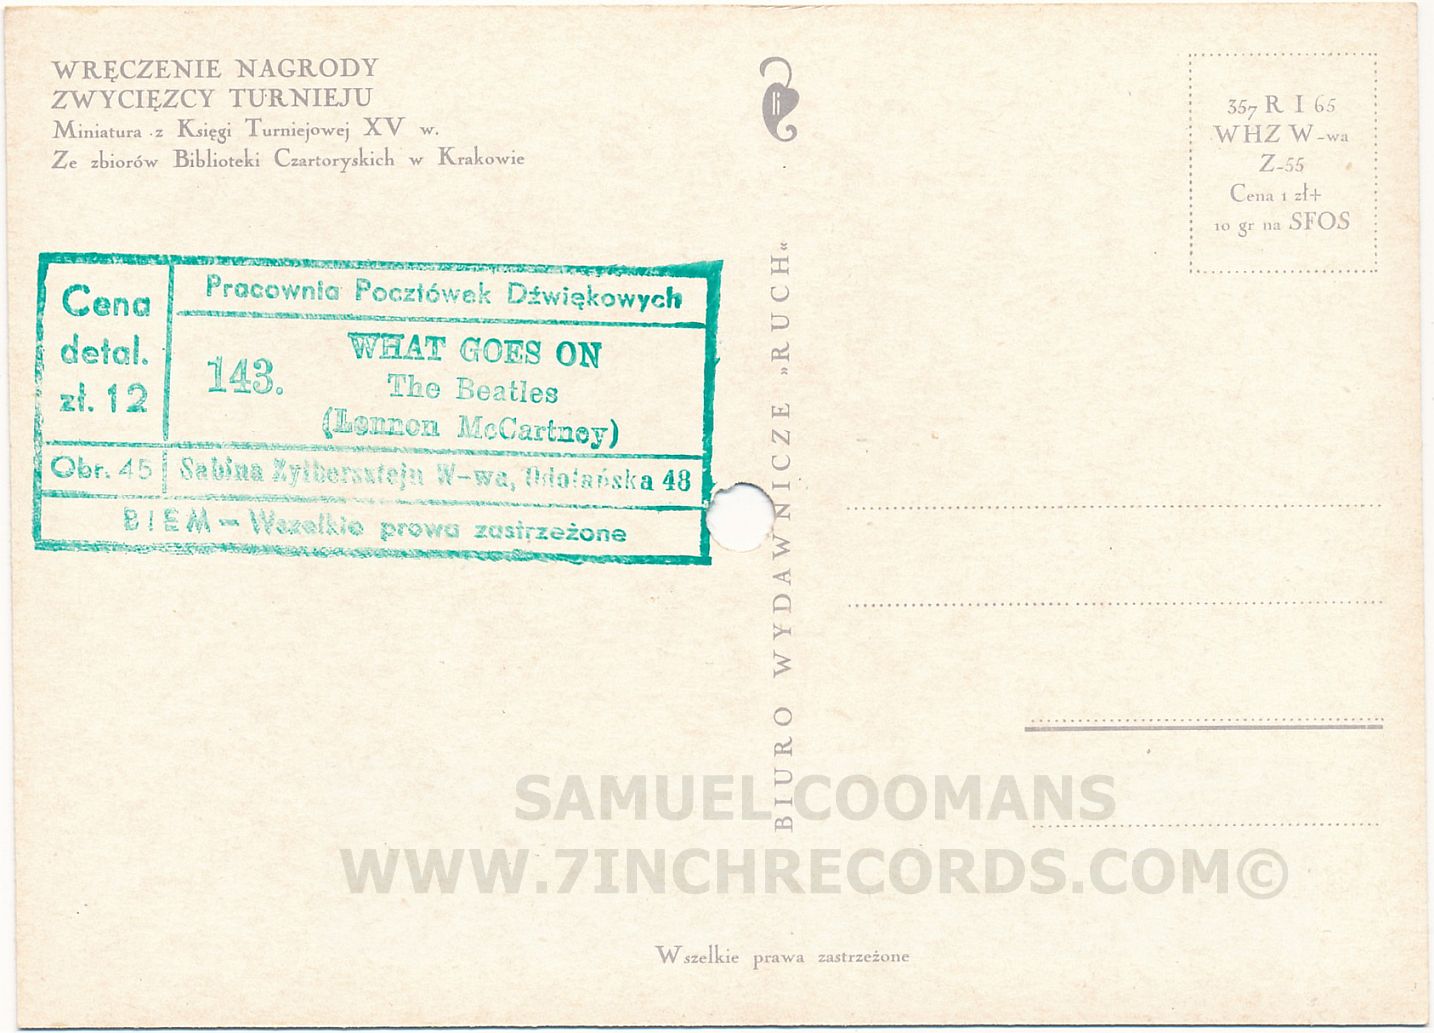 WRĘCZENIE NAGRODY
ZWYCIĘZCY TURNIEJU
Miniatura z Księgi Turniejowej XV w.
Ze zbiorów Biblioteki Czartoryskich w Krakowie
357 R I 65
WHZ W-wa
Z-55
Cena 1 zł+
10 gr na SFOS
Cena
detal.
zł. 12
Pracownia Pocztówek Dźwiękowych
143.
WHAT GOES ON
The Beatles
(Lennon McCartney)
Obr. 45
Sabina Zylbersztejn W-wa, 48
BIEM - Wszelkie prawa zastrzeżone
BIURO WYDAWNICZE »RUCH«
SAMUEL COOMANS
WWW.7INCHRECORDS.COM©
Wszelkie prawa zastrzeżone